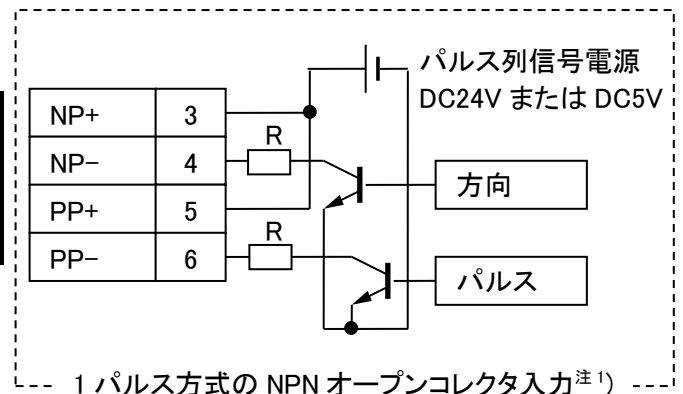 パルス列信号電源
DC24V または DC5V
NP+ 3
R
NP- 4
方向
PP+ 5
R
PP- 6
パルス
1 パルス方式の NPN オープンコレクタ入力注1)